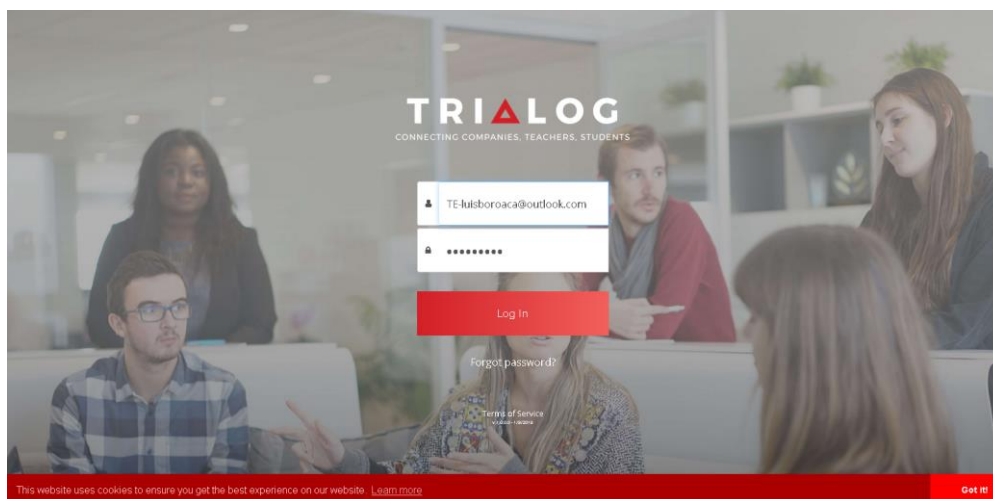 TRIALOG
CONNECTING COMPANIES, TEACHERS, STUDENTS
TE-luisboroaca@outlook.com
Log In
Forgot password?
Terms of Service
This website uses cookies to ensure you get the best experience on our website. Learn more
Got it!